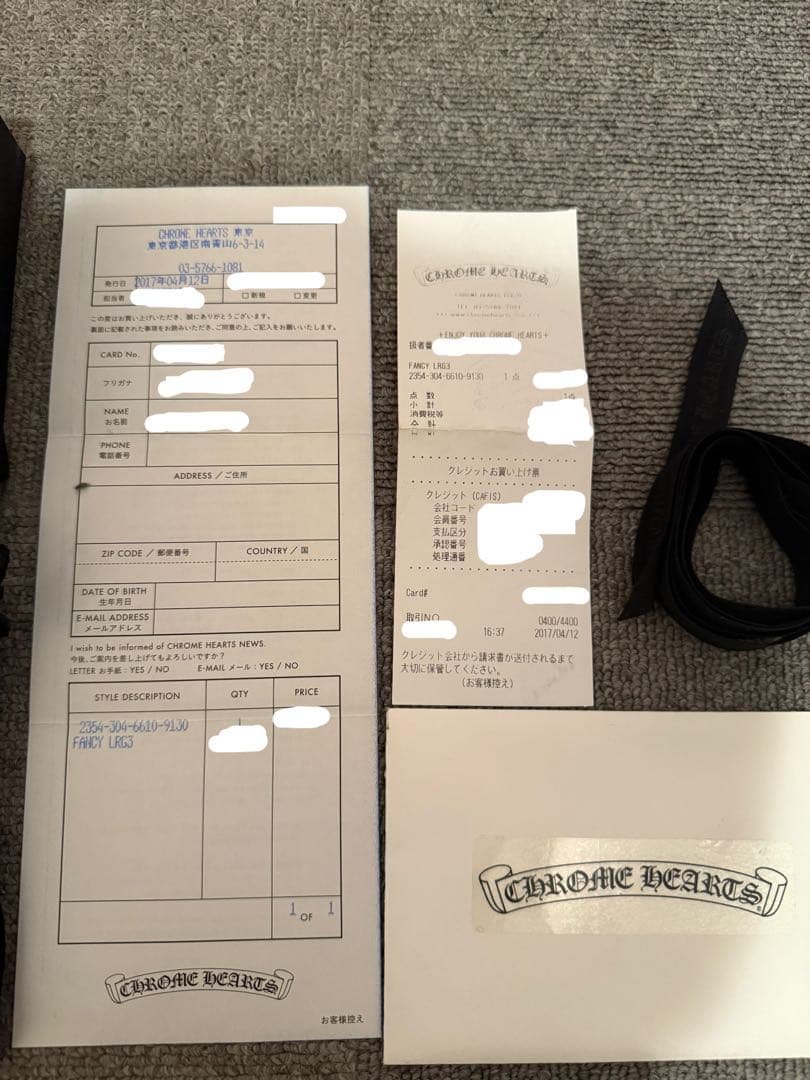 CHROME HEARTS 東京
東京都港区南青山6-3-14
03-5766-1081
発行日 2017年04月12日
担当者 □新規 □変更
この度はお買い上げいただき、誠にありがとうございます。
裏面に記載された事項をお読みいただき、ご同意の上、ご記入をお願いいたします。
CARD No.
フリガナ
NAME
お名前
PHONE
電話番号
ADDRESS / ご住所
ZIP CODE / 郵便番号 COUNTRY / 国
DATE OF BIRTH
生年月日
E-MAIL ADDRESS
メールアドレス
I wish to be informed of CHROME HEARTS NEWS.
今後、ご案内を差し上げてもよろしいですか？
LETTER お手紙 : YES / NO E-MAIL メール : YES / NO
STYLE DESCRIPTION QTY PRICE
2354-304-6610-9130
FANCY LRG3
1 OF 1
CHROME HEARTS
お客様控え
CHROME HEARTS
+ENJOY YOUR CHROME HEARTS+
扱者番
FANCY LRG3
2354-304-6610-9130 1 点
点 数 1点
小 計
消費税等
合 計
クレジットお買い上げ票
クレジット (CAFIS)
会社コード
会員番号
支払区分
承認番号
処理通番
Card#
取引NO 0400/4400
16:37 2017/04/12
クレジット会社から請求書が送付されるまで
大切に保管してください。
(お客様控え)
CHROME HEARTS